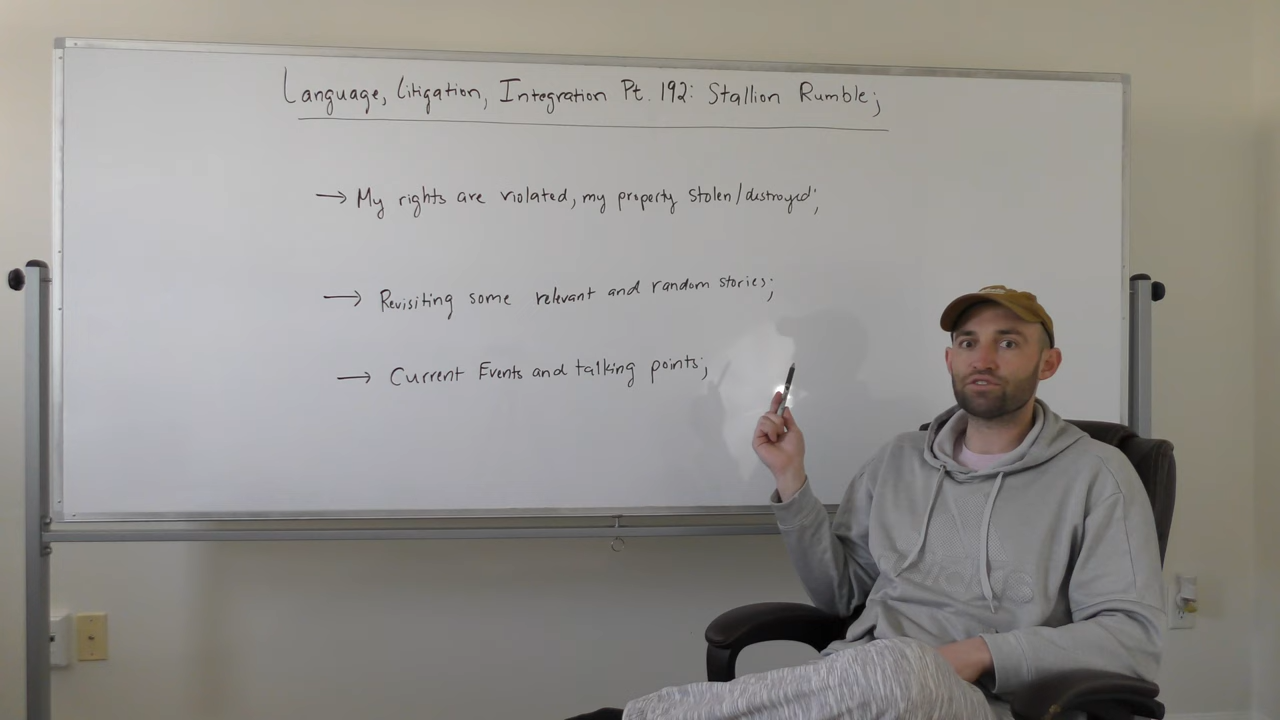 Language, Litigation, Integration Pt. 192: Stallion Rumble;
→ My rights are violated, my property stolen/destroyed;
→ Revisiting some relevant and random stories;
→ Current Events and talking points;